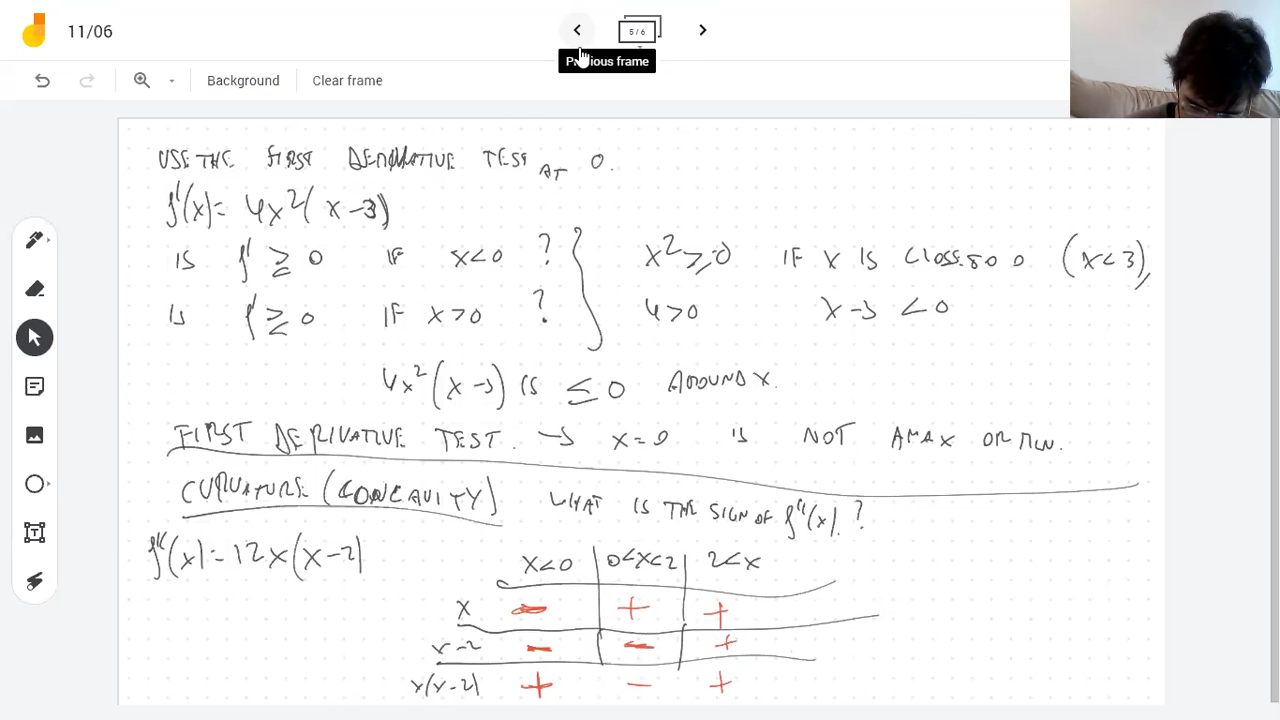 11/06
5 / 6
Previous frame
Background
Clear frame
USE THE FIRST DERIVATIVE TEST AT 0.
f'(x)= 4x²(x-3)
IS f' ≥ 0 IF x<0 ?
x²≥0 IF X IS CLOSE TO 0 (x<3),
IS f' ≥ 0 IF x>0 ?
4>0 x-3 <0
4x²(x-3) IS ≤ 0 AROUND X.
FIRST DERIVATIVE TEST. → x=0 IS NOT A MAX OR MIN.
CURVATURE (CONCAVITY) WHAT IS THE SIGN OF f''(x)?
f''(x)=12x(x-2)
x<0 0<x<2 2<x
x - + +
x-2 - - +
x(x-2) + - +